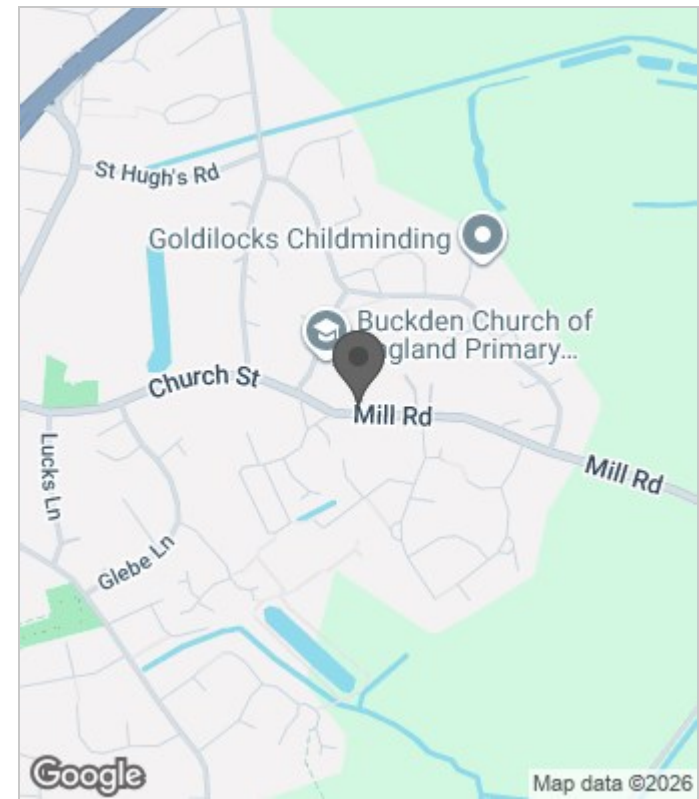 St Hugh's Rd
Goldilocks Childminding
Buckden Church of
gland Primary...
Church St
Mill Rd
Mill Rd
Lucks Ln
Glebe Ln
Google
Map data ©2026